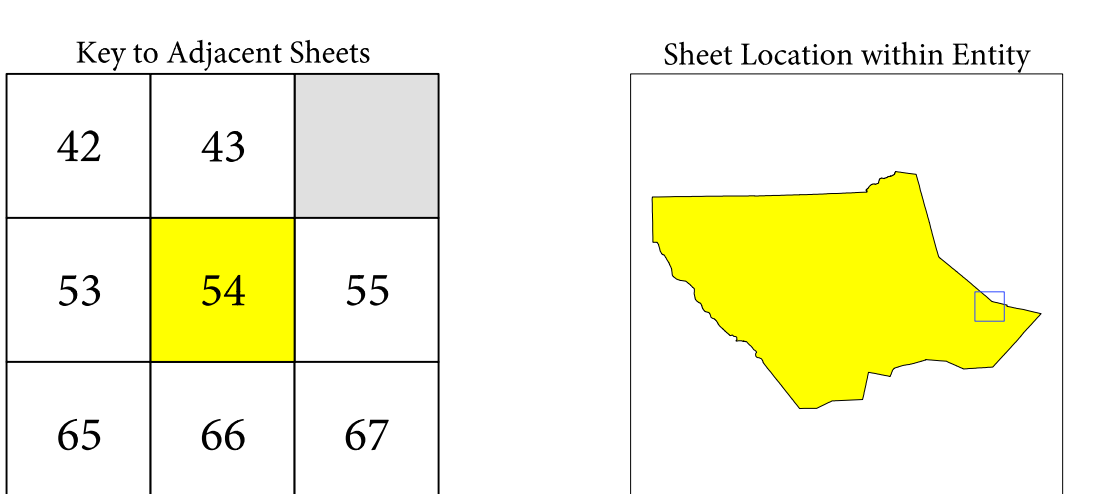 Key to Adjacent Sheets
Sheet Location within Entity
42 43
53 54 55
65 66 67